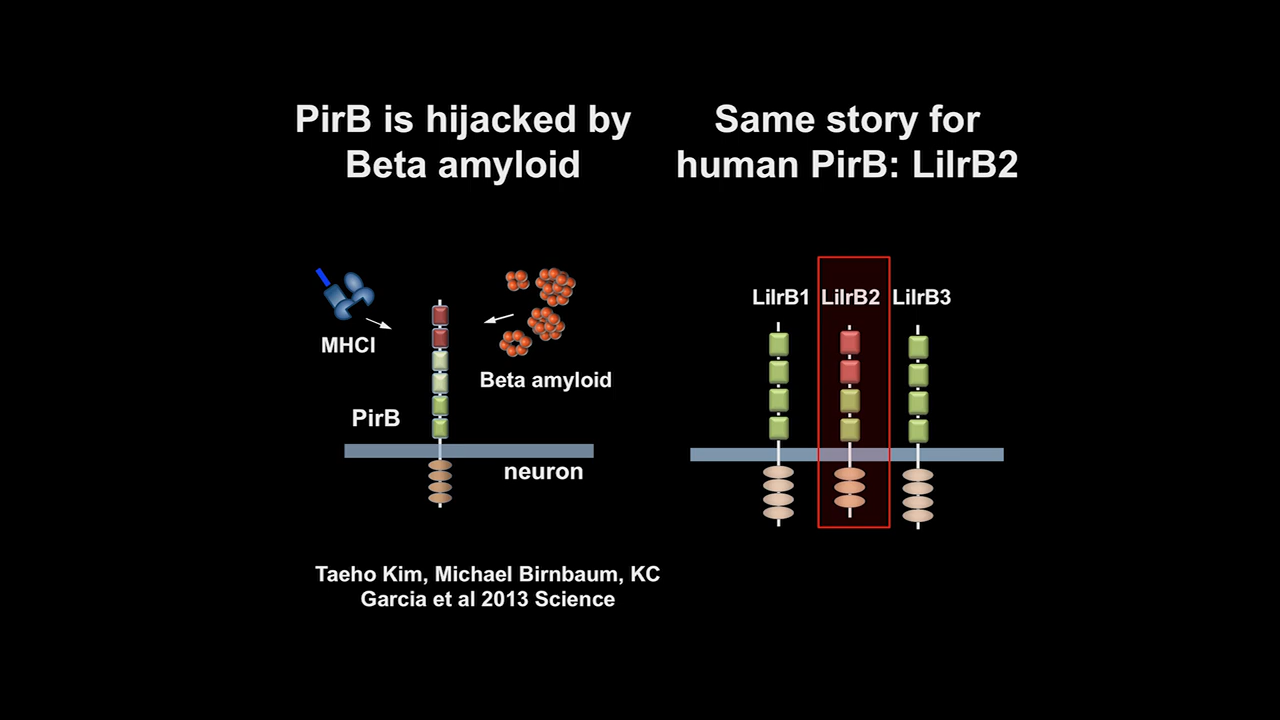 PirB is hijacked by
Beta amyloid
Same story for
human PirB: LilrB2
MHCI
Beta amyloid
PirB
neuron
LilrB1
LilrB2
LilrB3
Taeho Kim, Michael Birnbaum, KC
Garcia et al 2013 Science